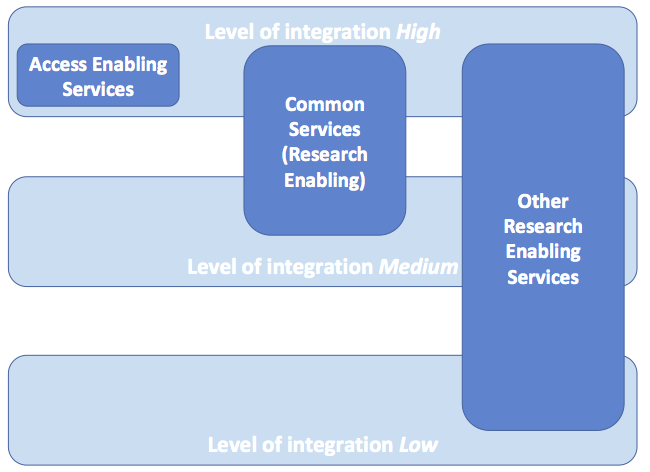 Level of integration High
Access Enabling
Services
Common
Services
(Research
Enabling)
Other
Research
Enabling
Services
Level of integration Medium
Level of integration Low